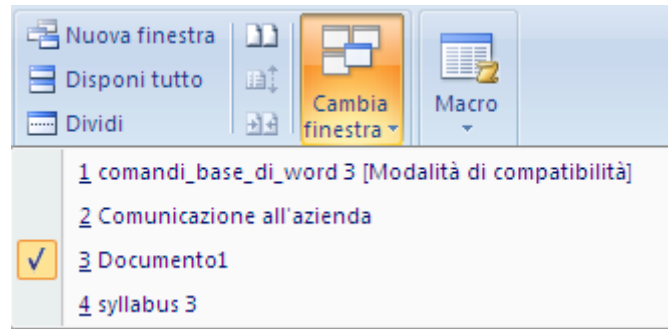 Nuova finestra
Disponi tutto
Dividi
Cambia
finestra
Macro
1 comandi_base_di_word 3 [Modalità di compatibilità]
2 Comunicazione all'azienda
3 Documento1
4 syllabus 3